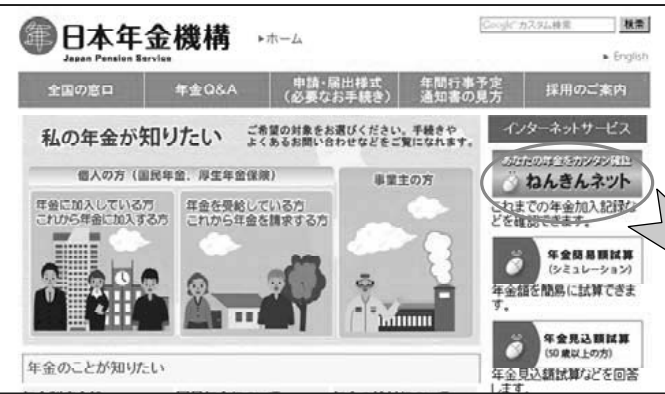 年金
日本年金機構
Japan Pension Service
ホーム
Google カスタム検索
検索
English
全国の窓口
年金Q&A
申請・届出様式
(必要なお手続き)
年間行事予定
通知書の見方
採用のご案内
私の年金が知りたい
ご希望の対象をお選びください。手続きや
よくあるお問い合わせなどをご覧になれます。
個人の方（国民年金、厚生年金保険）
事業主の方
年金に加入している方
これから年金に加入する方
年金を受給している方
これから年金を請求する方
年金のことが知りたい
インターネットサービス
あなたの年金をカンタン確認
ねんきんネット
これまでの年金加入記録な
どを確認できます。
年金簡易額試算
(シミュレーション)
年金額を簡易に試算できま
す。
年金見込額試算
(50歳以上の方)
年金見込額試算などを回答
します。